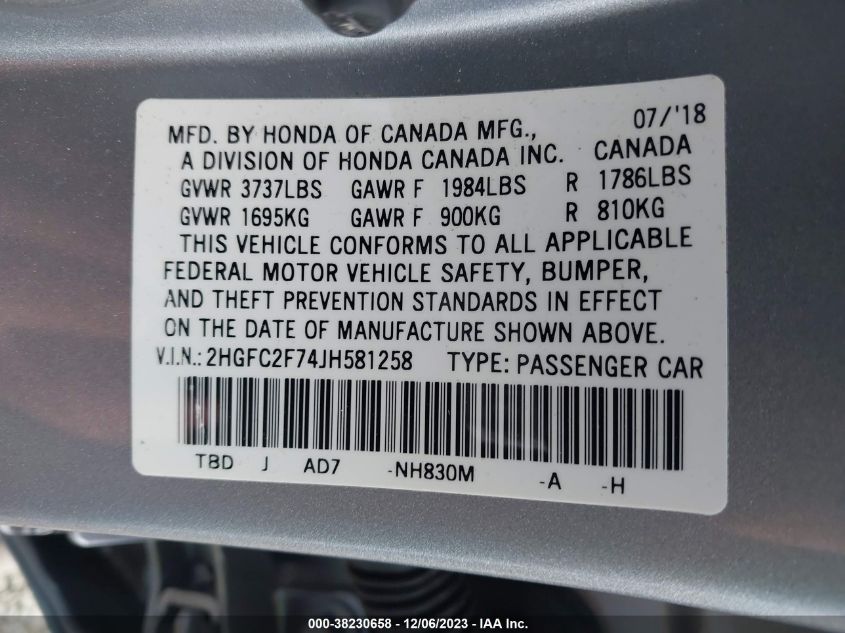 07/'18
MFD. BY HONDA OF CANADA MFG.,
A DIVISION OF HONDA CANADA INC. CANADA
GVWR 3737LBS GAWR F 1984LBS R 1786LBS
GVWR 1695KG GAWR F 900KG R 810KG
THIS VEHICLE CONFORMS TO ALL APPLICABLE
FEDERAL MOTOR VEHICLE SAFETY, BUMPER,
AND THEFT PREVENTION STANDARDS IN EFFECT
ON THE DATE OF MANUFACTURE SHOWN ABOVE.
V.I.N.: 2HGFC2F74JH581258 TYPE: PASSENGER CAR
TBD J AD7 -NH830M -A -H
000-38230658 - 12/06/2023 - IAA Inc.